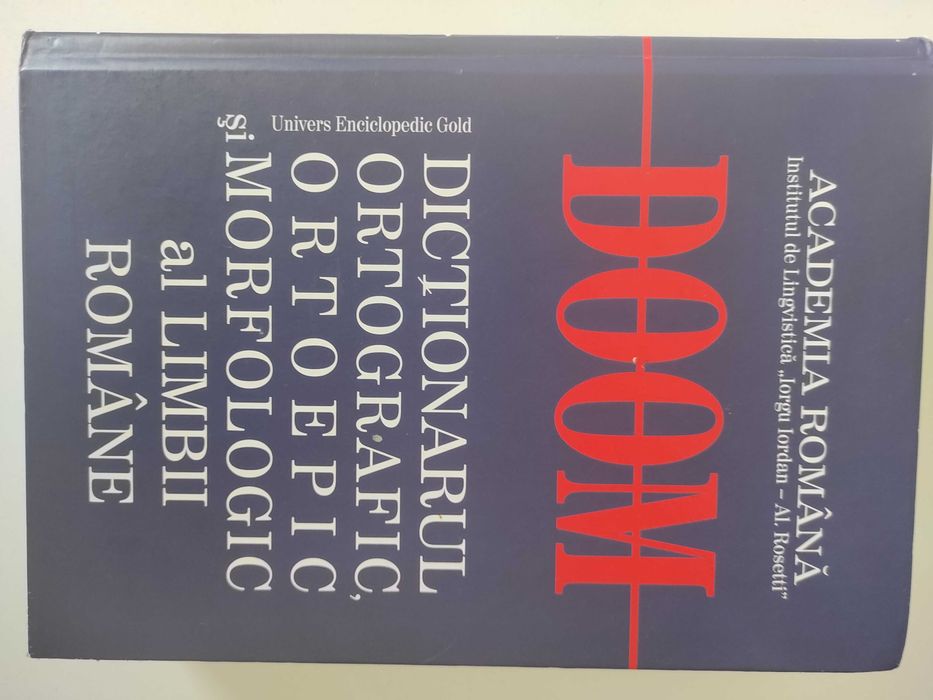 ACADEMIA ROMÂNĂ
Institutul de Lingvistică „Iorgu Iordan – Al. Rosetti”
DOOM
DICȚIONARUL
ORTOGRAFIC,
ORTOEPIC
și MORFOLOGIC
al LIMBII
ROMÂNE
Univers Enciclopedic Gold